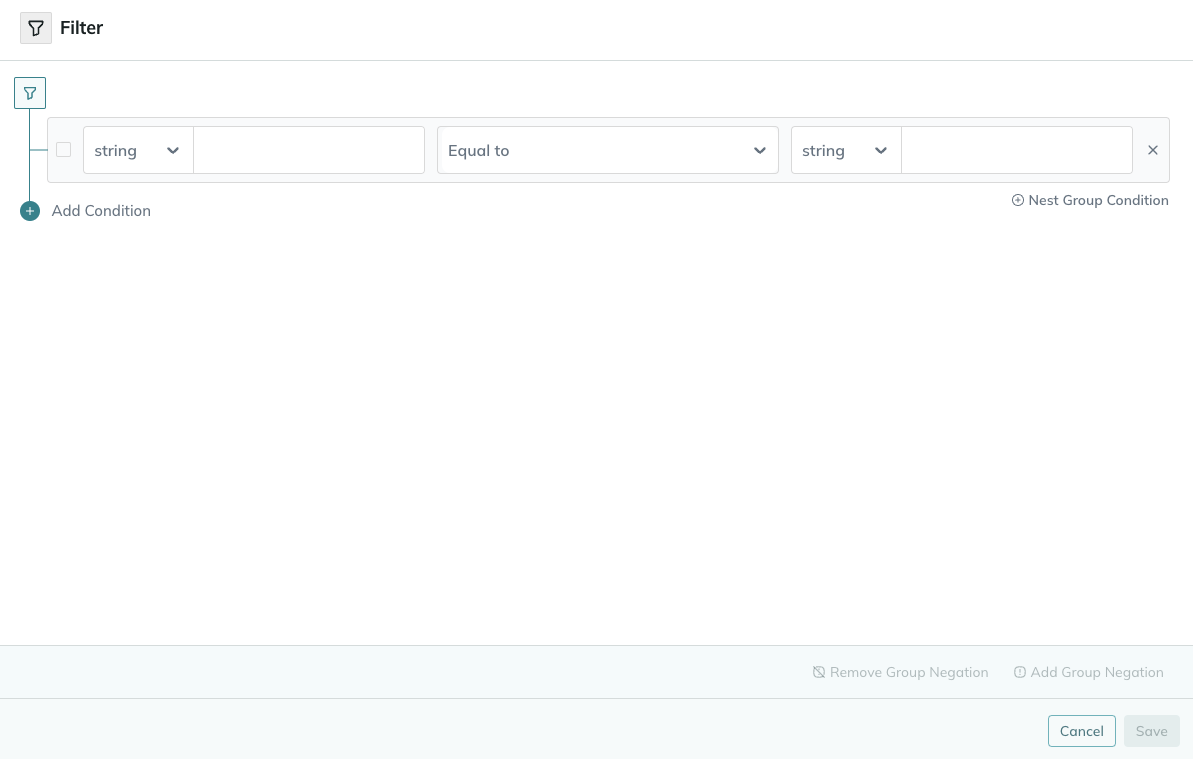 Filter
string
Equal to
string
Nest Group Condition
Add Condition
Remove Group Negation
Add Group Negation
Cancel
Save